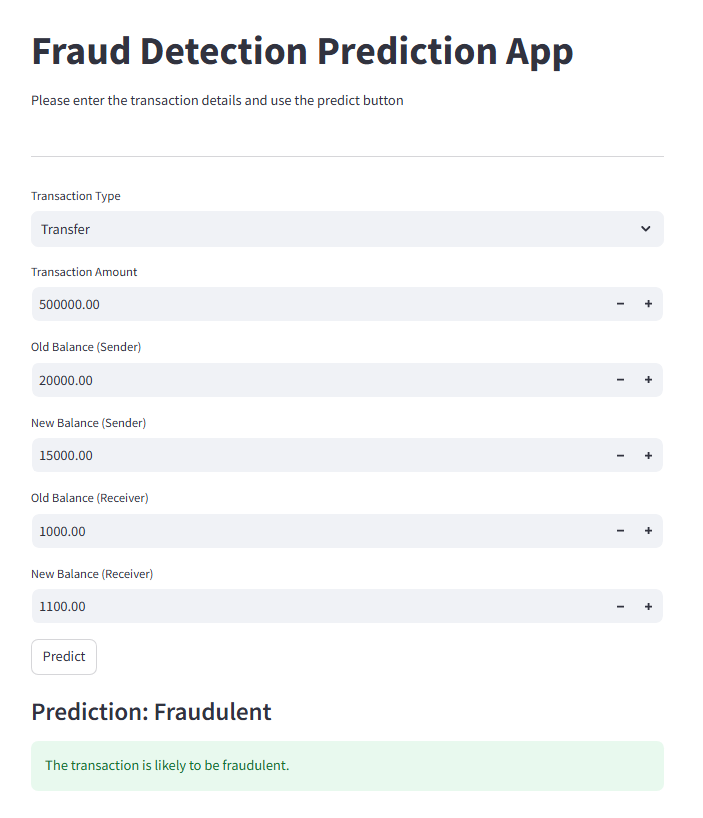 Fraud Detection Prediction App
Please enter the transaction details and use the predict button
Transaction Type
Transfer
Transaction Amount
500000.00
Old Balance (Sender)
20000.00
New Balance (Sender)
15000.00
Old Balance (Receiver)
1000.00
New Balance (Receiver)
1100.00
Predict
Prediction: Fraudulent
The transaction is likely to be fraudulent.